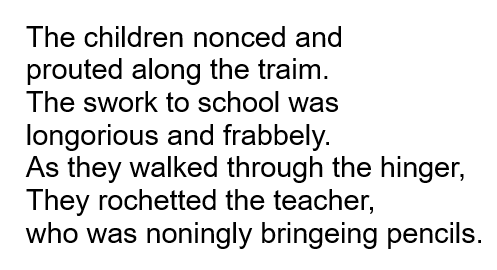 The children nonced and
prouted along the traim.
The swork to school was
longorious and frabbely.
As they walked through the hinger,
They rochetted the teacher,
who was noningly bringeing pencils.